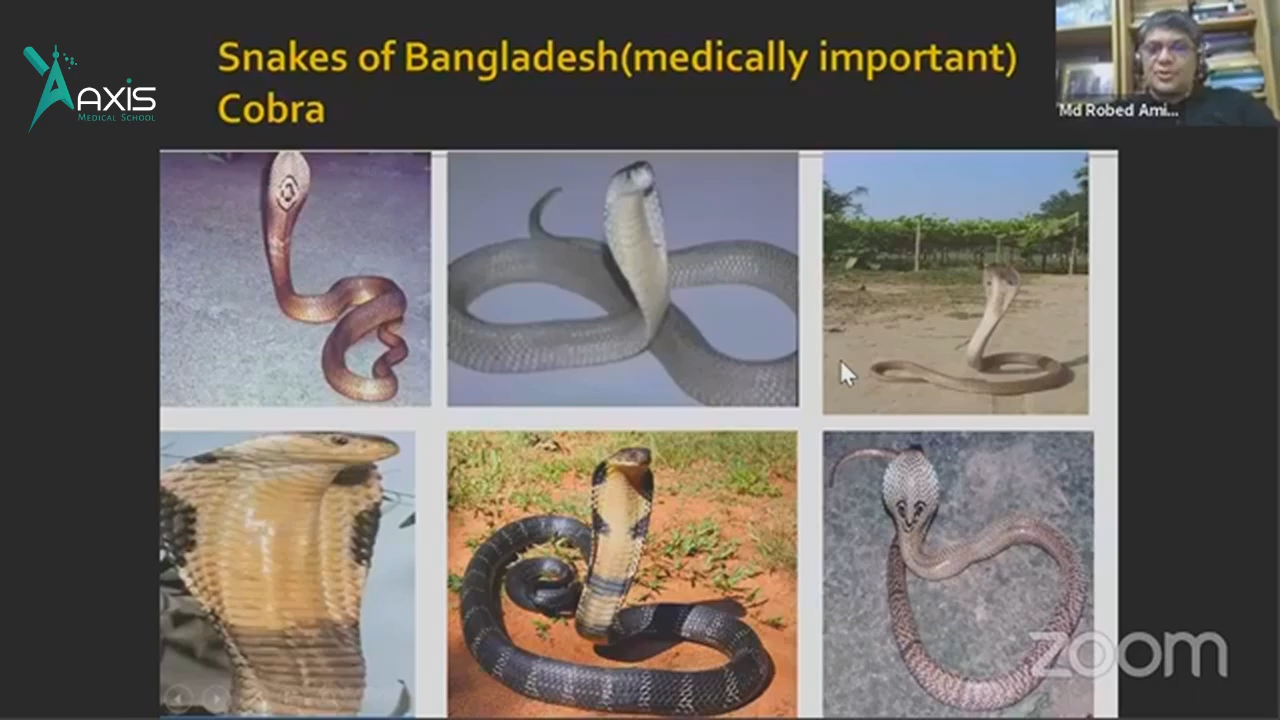 Snakes of Bangladesh(medically important)
Cobra
AXIS
MEDICAL SCHOOL
Md Robed Ami...
zoom